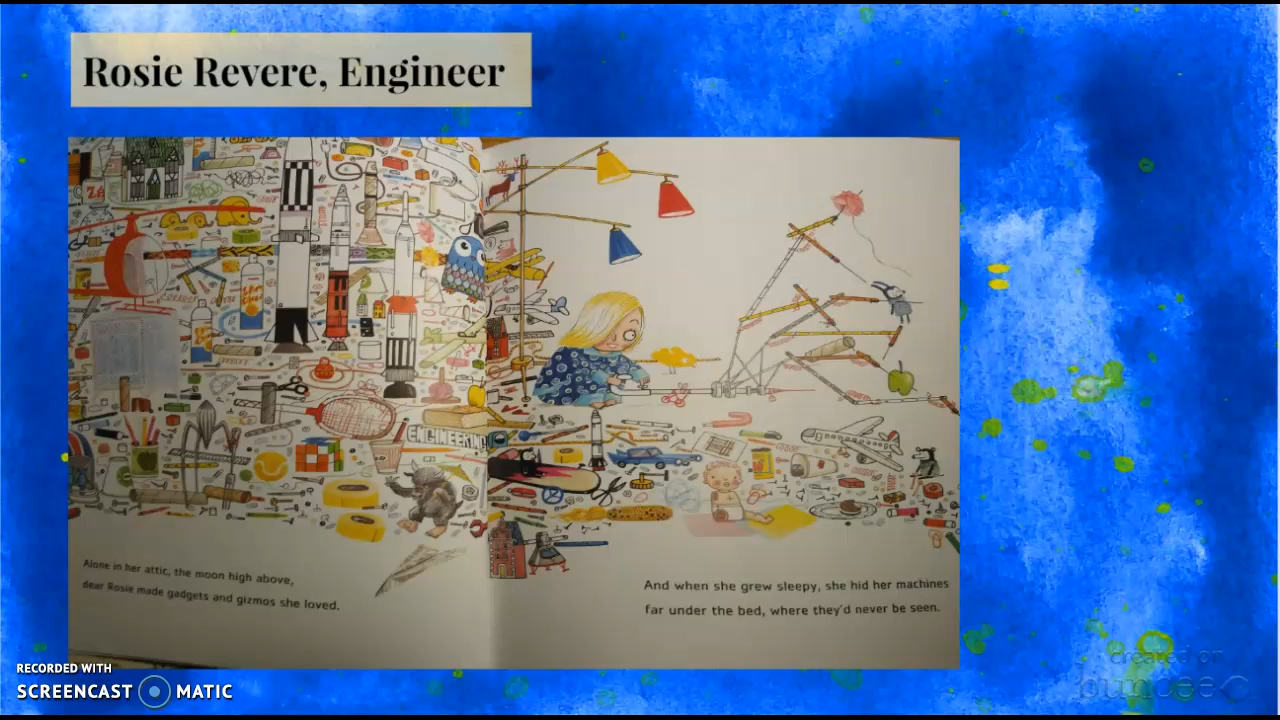 Rosie Revere, Engineer
ENGINEERING
Alone in her attic, the moon high above,
dear Rosie made gadgets and gizmos she loved.
And when she grew sleepy, she hid her machines
far under the bed, where they'd never be seen.
RECORDED WITH
SCREENCAST MATIC
created on